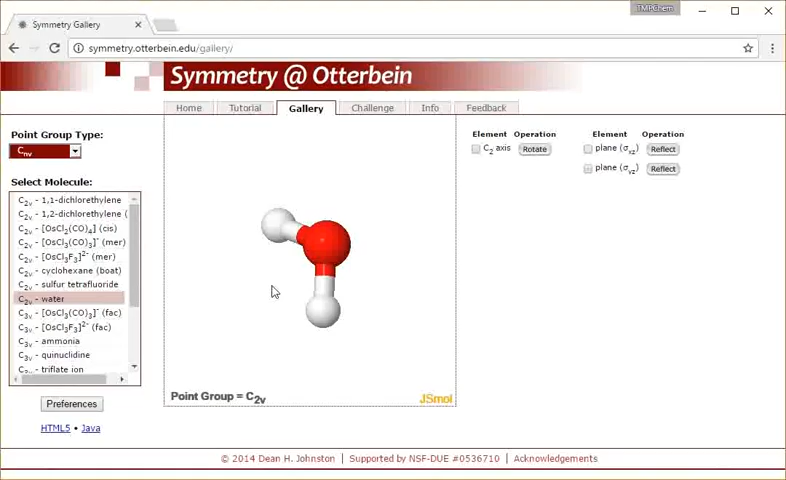 TMPChem
Symmetry Gallery
symmetry.otterbein.edu/gallery/
Symmetry @ Otterbein
Home Tutorial Gallery Challenge Info Feedback
Point Group Type:
Cnv
Select Molecule:
C2v - 1,1-dichlorethylene
C2v - 1,2-dichlorethylene (
C2v - [OsCl2(CO)4] (cis)
C2v - [OsCl3(CO)3]- (mer)
C2v - [OsCl3F3]2- (mer)
C2v - cyclohexane (boat)
C2v - sulfur tetrafluoride
C2v - water
C3v - [OsCl3(CO)3]- (fac)
C3v - [OsCl3F3]2- (fac)
C3v - ammonia
C3v - quinuclidine
C3v - triflate ion
Preferences
HTML5 • Java
Point Group = C2v
JSmol
Element Operation
C2 axis Rotate
Element Operation
plane (σxz) Reflect
plane (σyz) Reflect
© 2014 Dean H. Johnston | Supported by NSF-DUE #0536710 | Acknowledgements